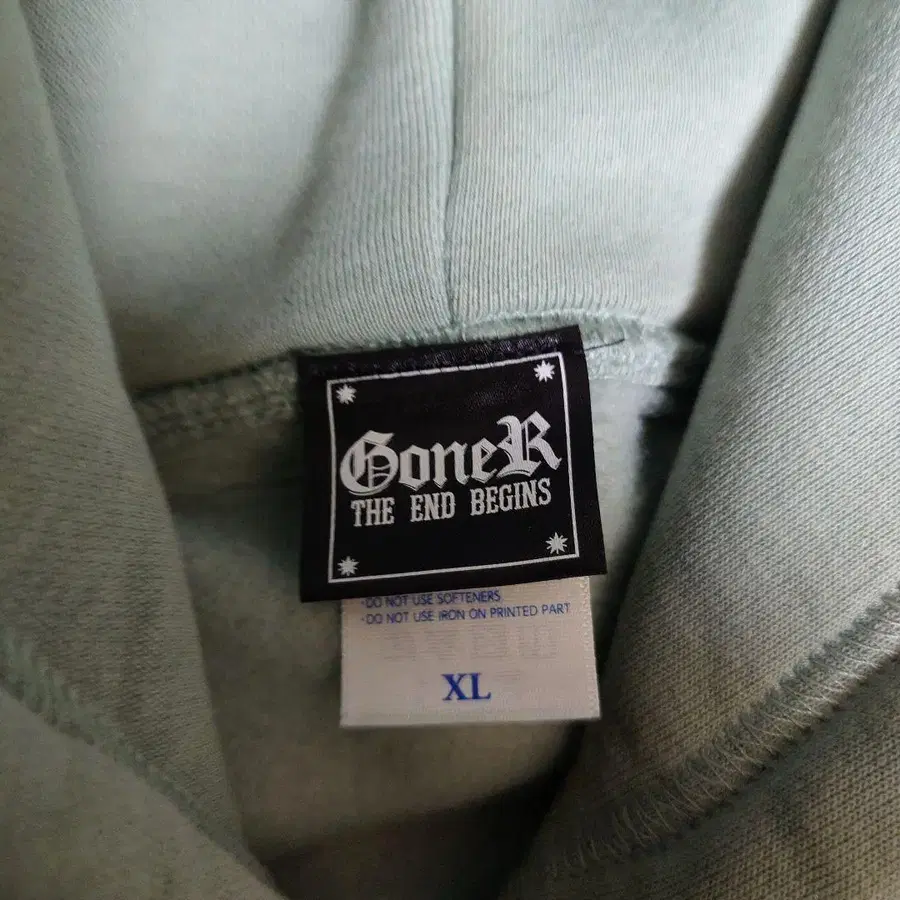 GoneR
THE END BEGINS
·DO NOT USE SOFTENERS
·DO NOT USE IRON ON PRINTED PART
XL